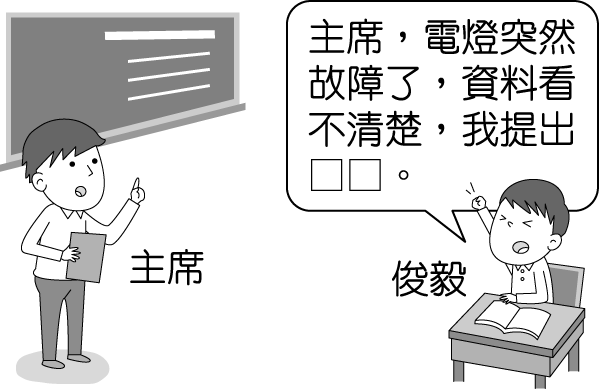 主席，電燈突然
故障了，資料看
不清楚，我提出
□□。
主席
俊毅